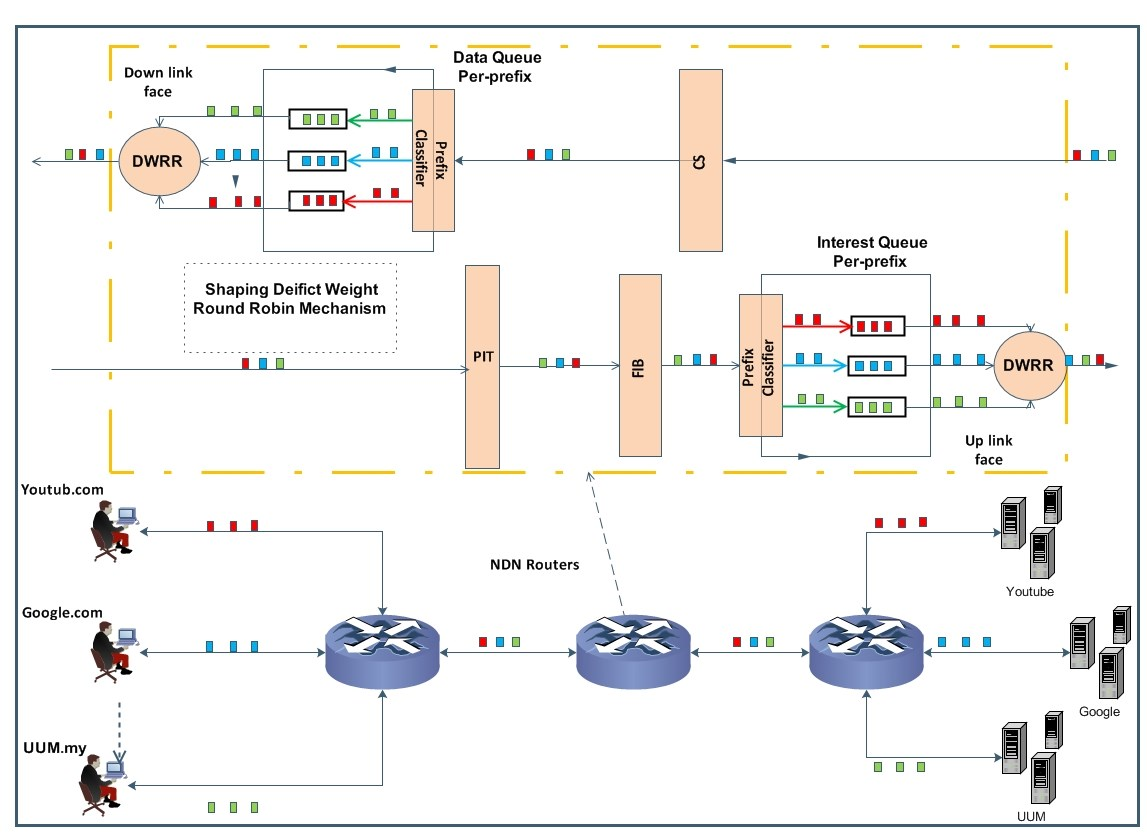 Data Queue
Per-prefix
Down link
face
DWRR
Prefix
Classifier
CS
Interest Queue
Per-prefix
Shaping Deifict Weight
Round Robin Mechanism
PIT
FIB
Prefix
Classifier
DWRR
Up link
face
Youtub.com
NDN Routers
Youtube
Google.com
Google
UUM.my
UUM